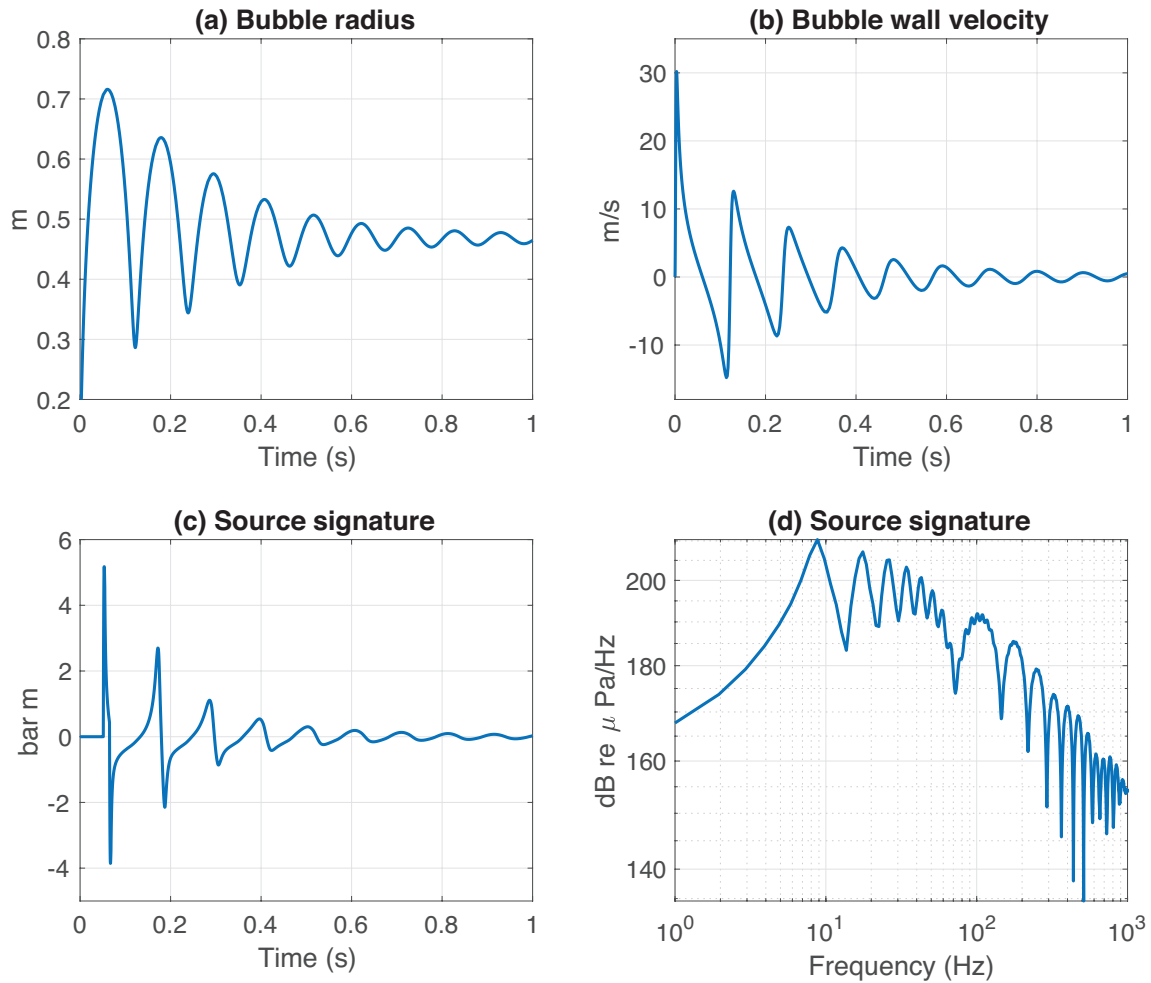 (a) Bubble radius
0.8
0.7
0.6
0.5
0.4
0.3
0.2
m
0 0.2 0.4 0.6 0.8 1
Time (s)
(b) Bubble wall velocity
30
20
10
0
-10
m/s
0 0.2 0.4 0.6 0.8 1
Time (s)
(c) Source signature
6
4
2
0
-2
-4
bar m
0 0.2 0.4 0.6 0.8 1
Time (s)
(d) Source signature
200
180
160
140
dB re μ Pa/Hz
10⁰ 10¹ 10² 10³
Frequency (Hz)